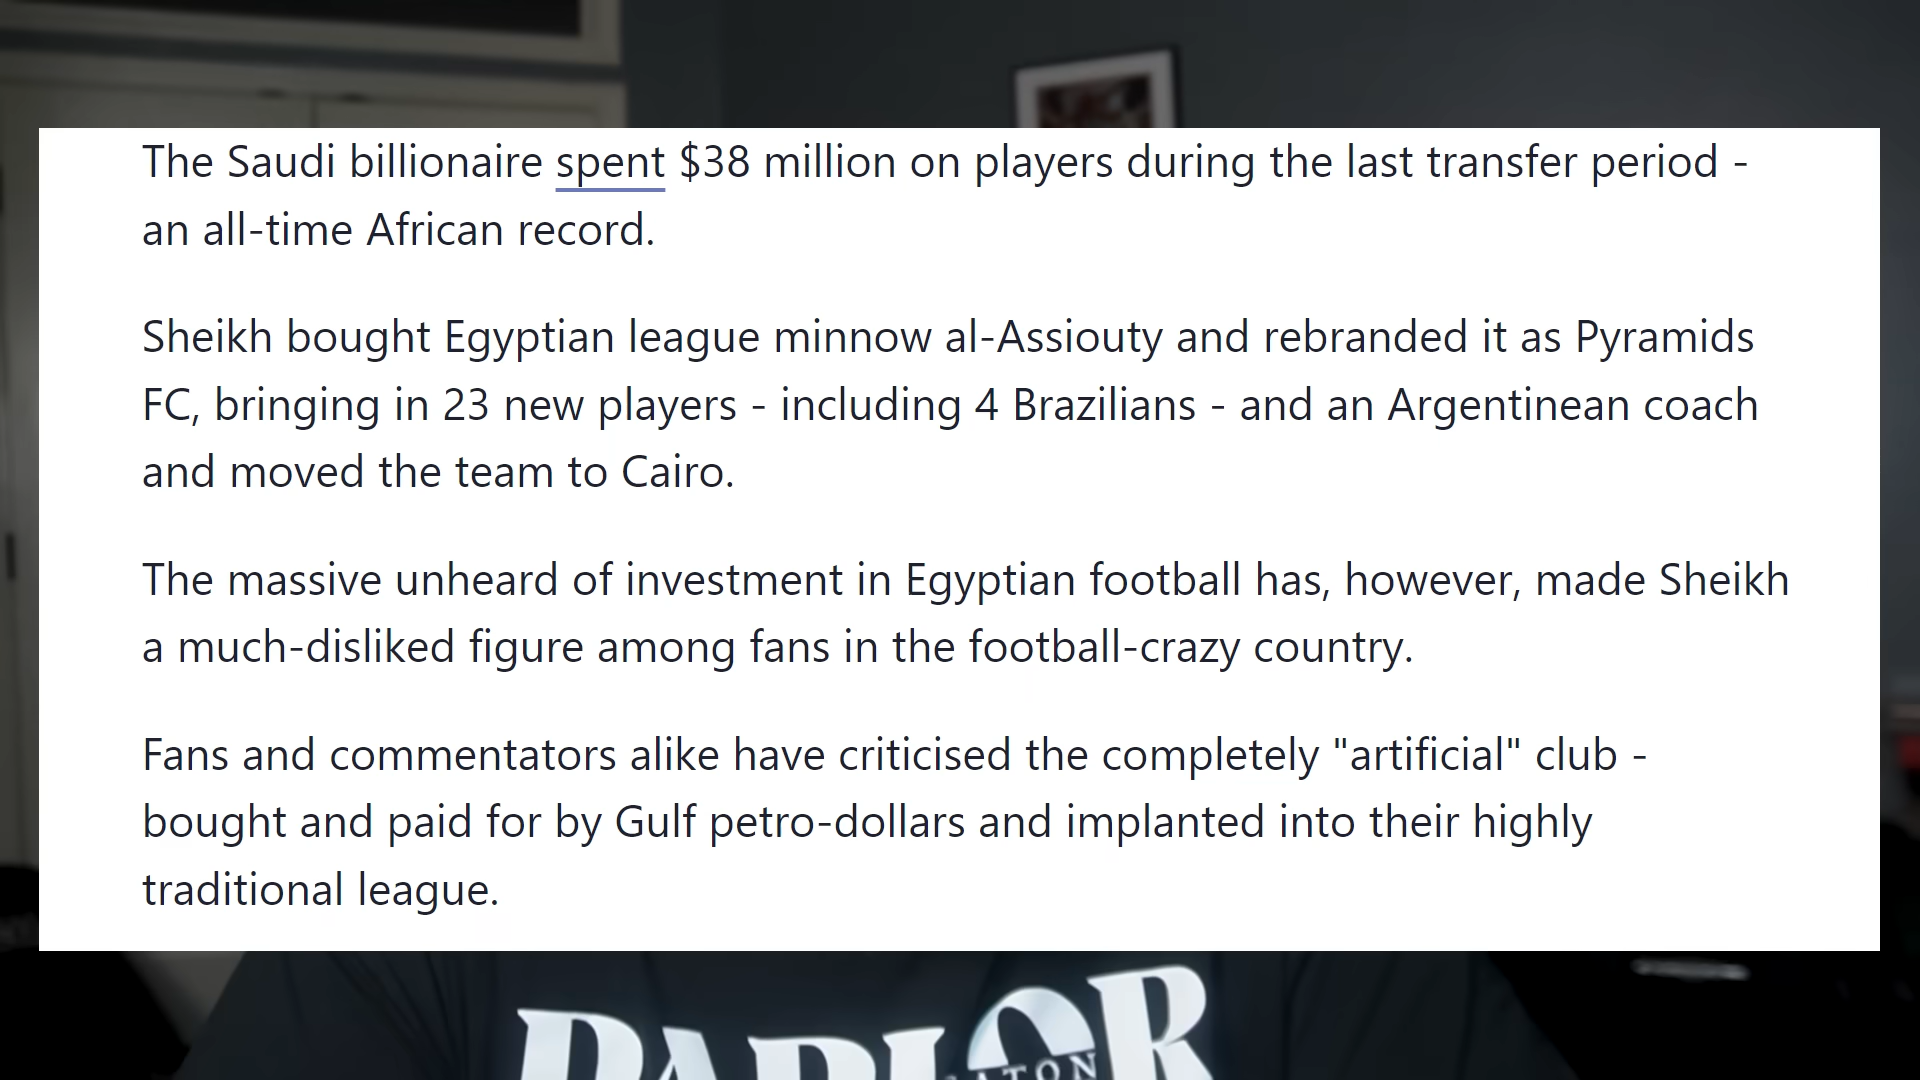 The Saudi billionaire spent $38 million on players during the last transfer period -
an all-time African record.
Sheikh bought Egyptian league minnow al-Assiouty and rebranded it as Pyramids
FC, bringing in 23 new players - including 4 Brazilians - and an Argentinean coach
and moved the team to Cairo.
The massive unheard of investment in Egyptian football has, however, made Sheikh
a much-disliked figure among fans in the football-crazy country.
Fans and commentators alike have criticised the completely "artificial" club -
bought and paid for by Gulf petro-dollars and implanted into their highly
traditional league.
PARLOR